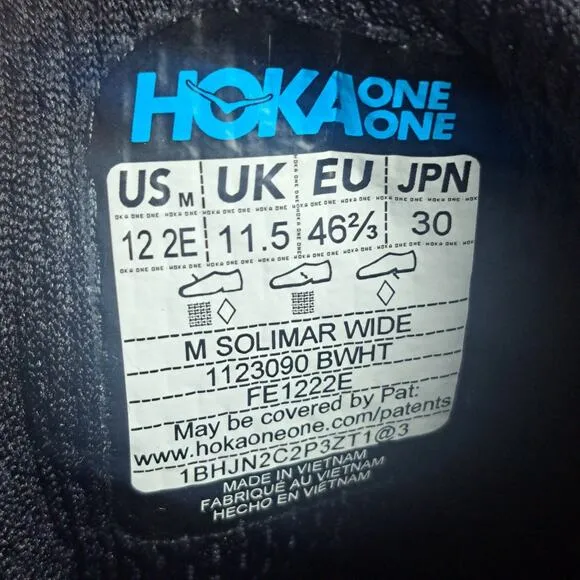 HOKA ONE ONE
US M UK EU JPN
12 2E 11.5 46⅔ 30
M SOLIMAR WIDE
1123090 BWHT
FE1222E
May be covered by Pat:
www.hokaoneone.com/patents
1BHJN2C2P3ZT1@3
MADE IN VIETNAM
FABRIQUÉ AU VIETNAM
HECHO EN VIETNAM